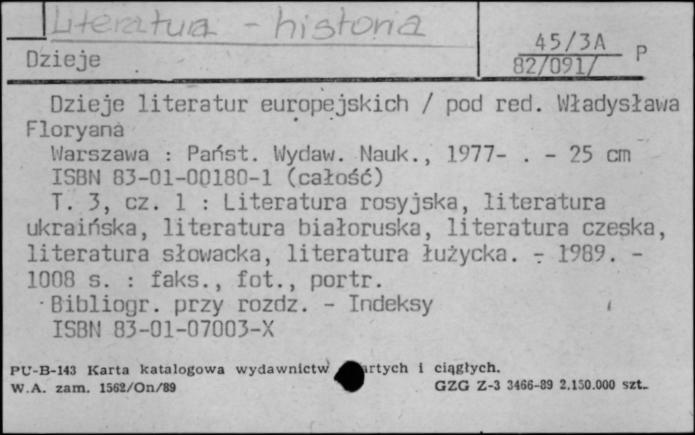 Literatura - historia
Dzieje
45/3A P
82/091/
Dzieje literatur europejskich / pod red. Władysława
Floryana
Warszawa : Państ. Wydaw. Nauk., 1977- . - 25 cm
ISBN 83-01-00180-1 (całość)
T. 3, cz. 1 : Literatura rosyjska, literatura
ukraińska, literatura białoruska, literatura czeska,
literatura słowacka, literatura łużycka. - 1989. -
1008 s. : faks., fot., portr.
Bibliogr. przy rozdz. - Indeksy
ISBN 83-01-07003-X
PU-B-143 Karta katalogowa wydawnictw artych i ciągłych.
W.A. zam. 1562/On/89 GZG Z-3 3466-89 2.150.000 szt.